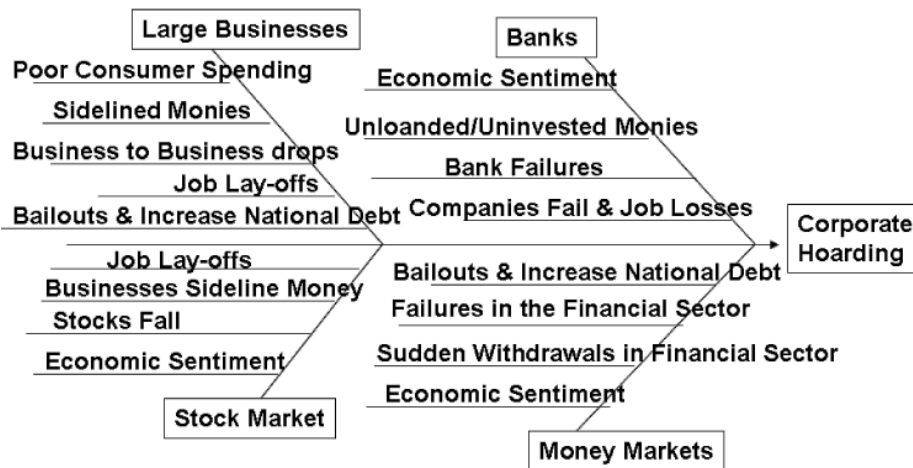 Large Businesses
Poor Consumer Spending
Sidelined Monies
Business to Business drops
Job Lay-offs
Bailouts & Increase National Debt
Banks
Economic Sentiment
Unloanded/Uninvested Monies
Bank Failures
Companies Fail & Job Losses
Corporate
Hoarding
Job Lay-offs
Businesses Sideline Money
Stocks Fall
Economic Sentiment
Stock Market
Bailouts & Increase National Debt
Failures in the Financial Sector
Sudden Withdrawals in Financial Sector
Economic Sentiment
Money Markets